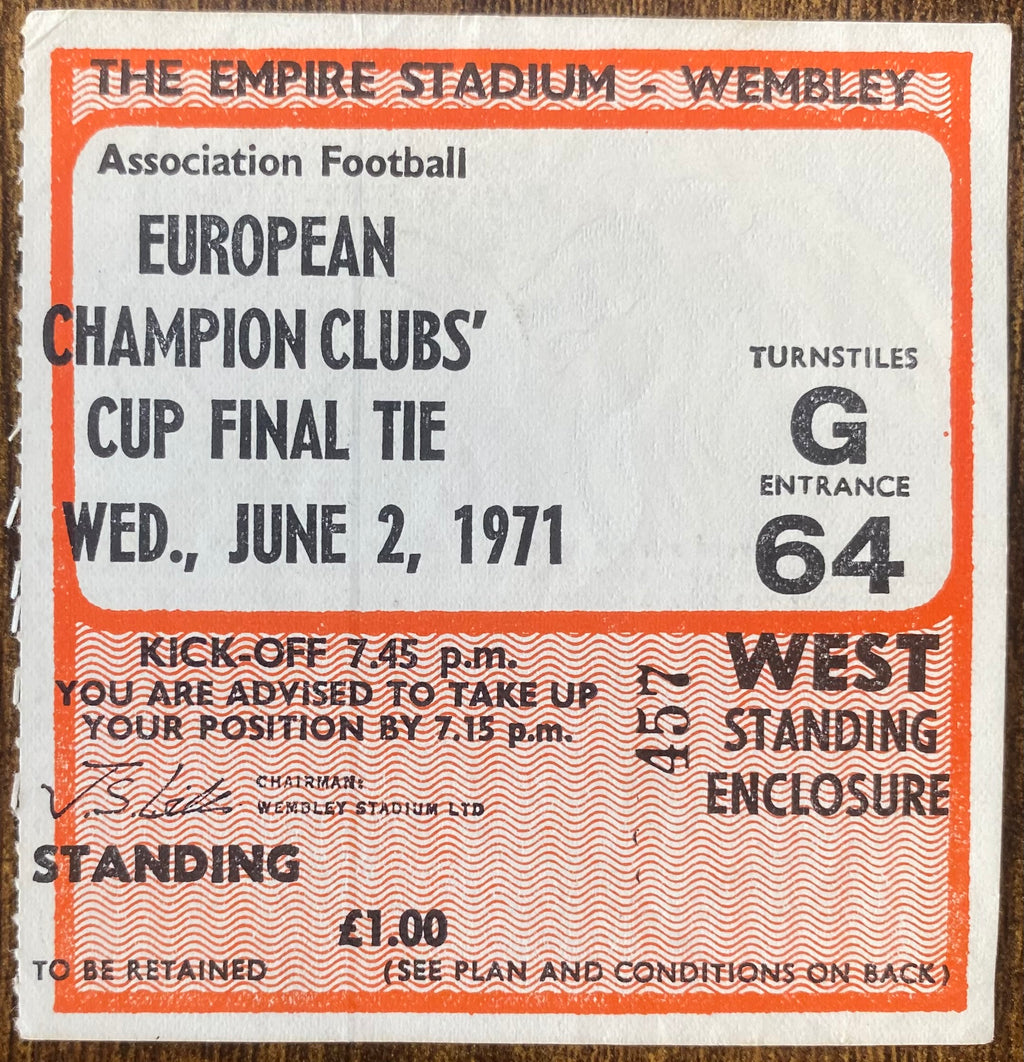 THE EMPIRE STADIUM - WEMBLEY
Association Football
EUROPEAN
CHAMPION CLUBS'
CUP FINAL TIE
WED., JUNE 2, 1971
TURNSTILES
G
ENTRANCE
64
KICK-OFF 7.45 p.m.
YOU ARE ADVISED TO TAKE UP
YOUR POSITION BY 7.15 p.m.
CHAIRMAN:
WEMBLEY STADIUM LTD
457
WEST
STANDING
ENCLOSURE
STANDING
£1.00
TO BE RETAINED
(SEE PLAN AND CONDITIONS ON BACK)